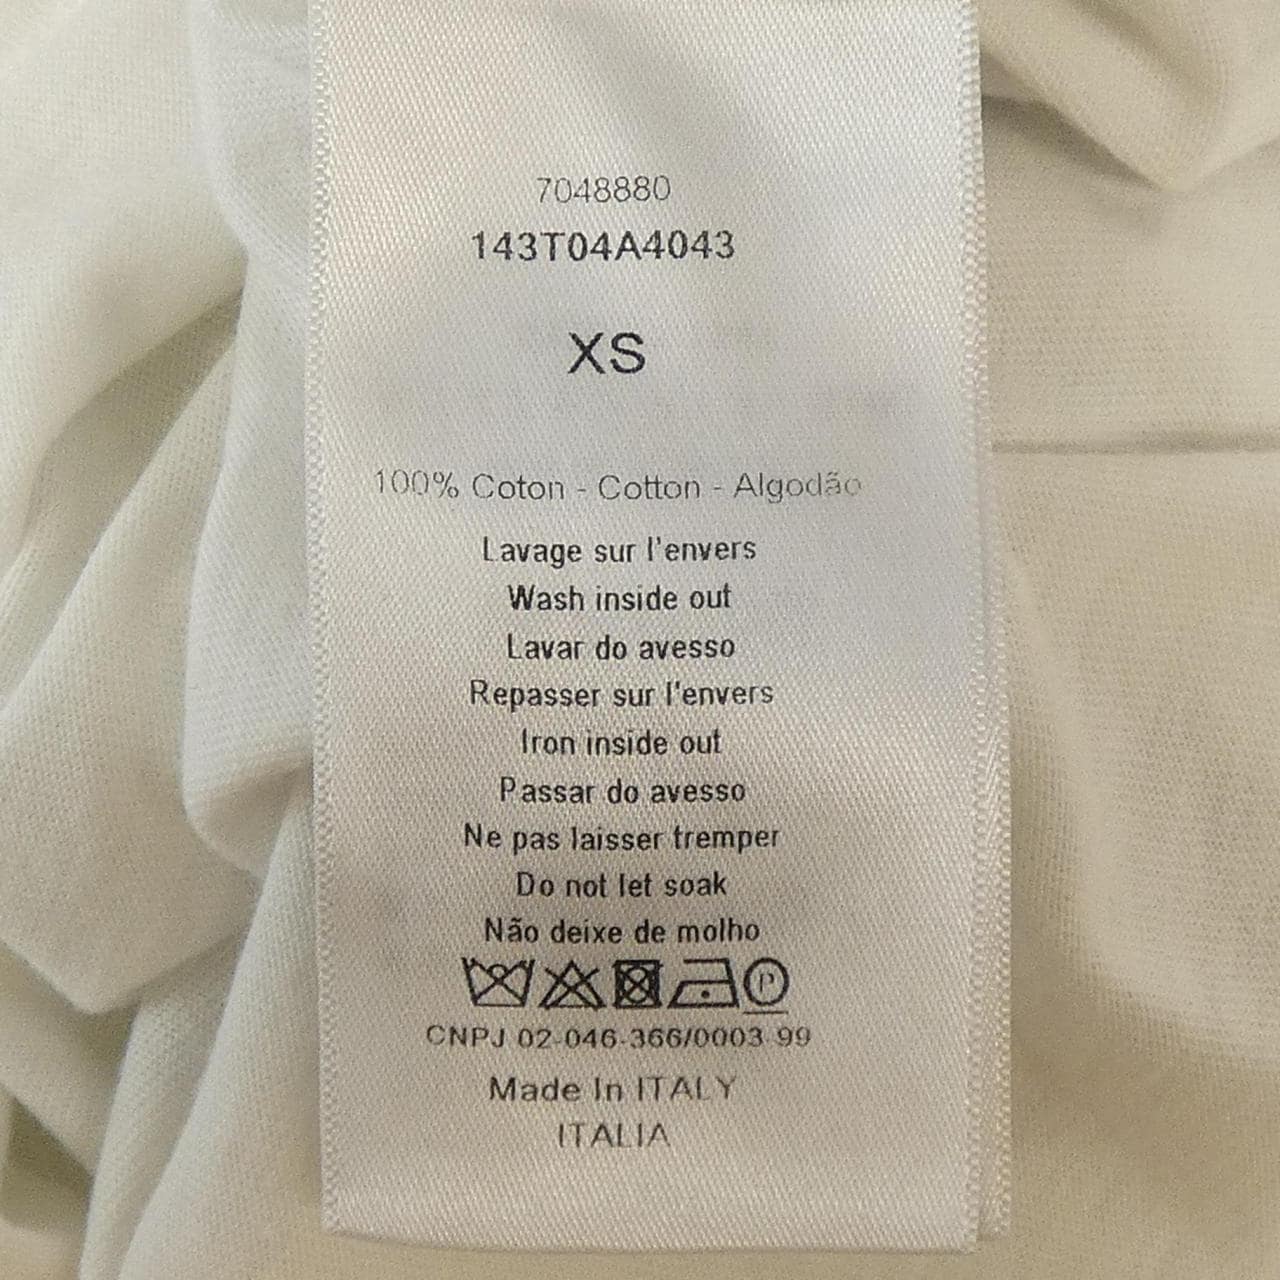 7048880
143T04A4043
XS
100% Coton - Cotton - Algodão
Lavage sur l'envers
Wash inside out
Lavar do avesso
Repasser sur l'envers
Iron inside out
Passar do avesso
Ne pas laisser tremper
Do not let soak
Não deixe de molho
P
CNPJ 02-046-366/0003-99
Made In ITALY
ITALIA